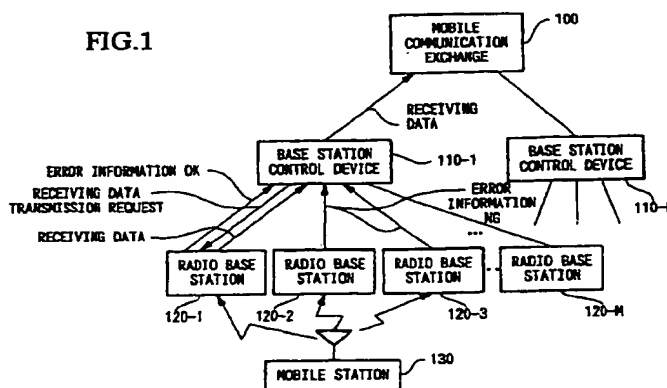 FIG.1
MOBILE
COMMUNICATION
EXCHANGE
100
RECEIVING
DATA
BASE STATION
CONTROL DEVICE
110-1
BASE STATION
CONTROL DEVICE
ERROR INFORMATION OK
RECEIVING DATA
TRANSMISSION REQUEST
RECEIVING DATA
ERROR
INFORMATION
NG
...
RADIO BASE
STATION
120-1
RADIO BASE
STATION
120-2
RADIO BASE
STATION
120-3
RADIO BASE
STATION
120-M
MOBILE STATION
130